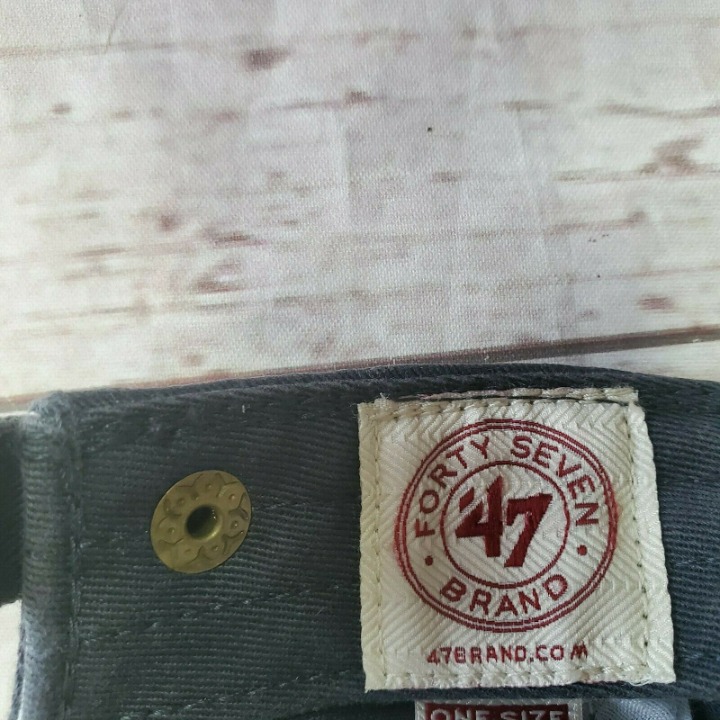 FORTY SEVEN
'47
BRAND
47BRAND.COM
ONE SIZE